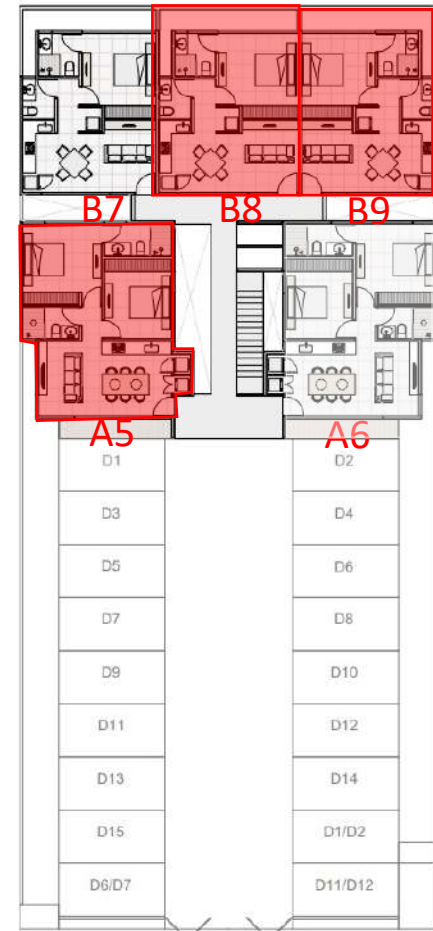 B7 B8 B9
A5 A6
D1 D2
D3 D4
D5 D6
D7 D8
D9 D10
D11 D12
D13 D14
D15 D1/D2
D6/D7 D11/D12